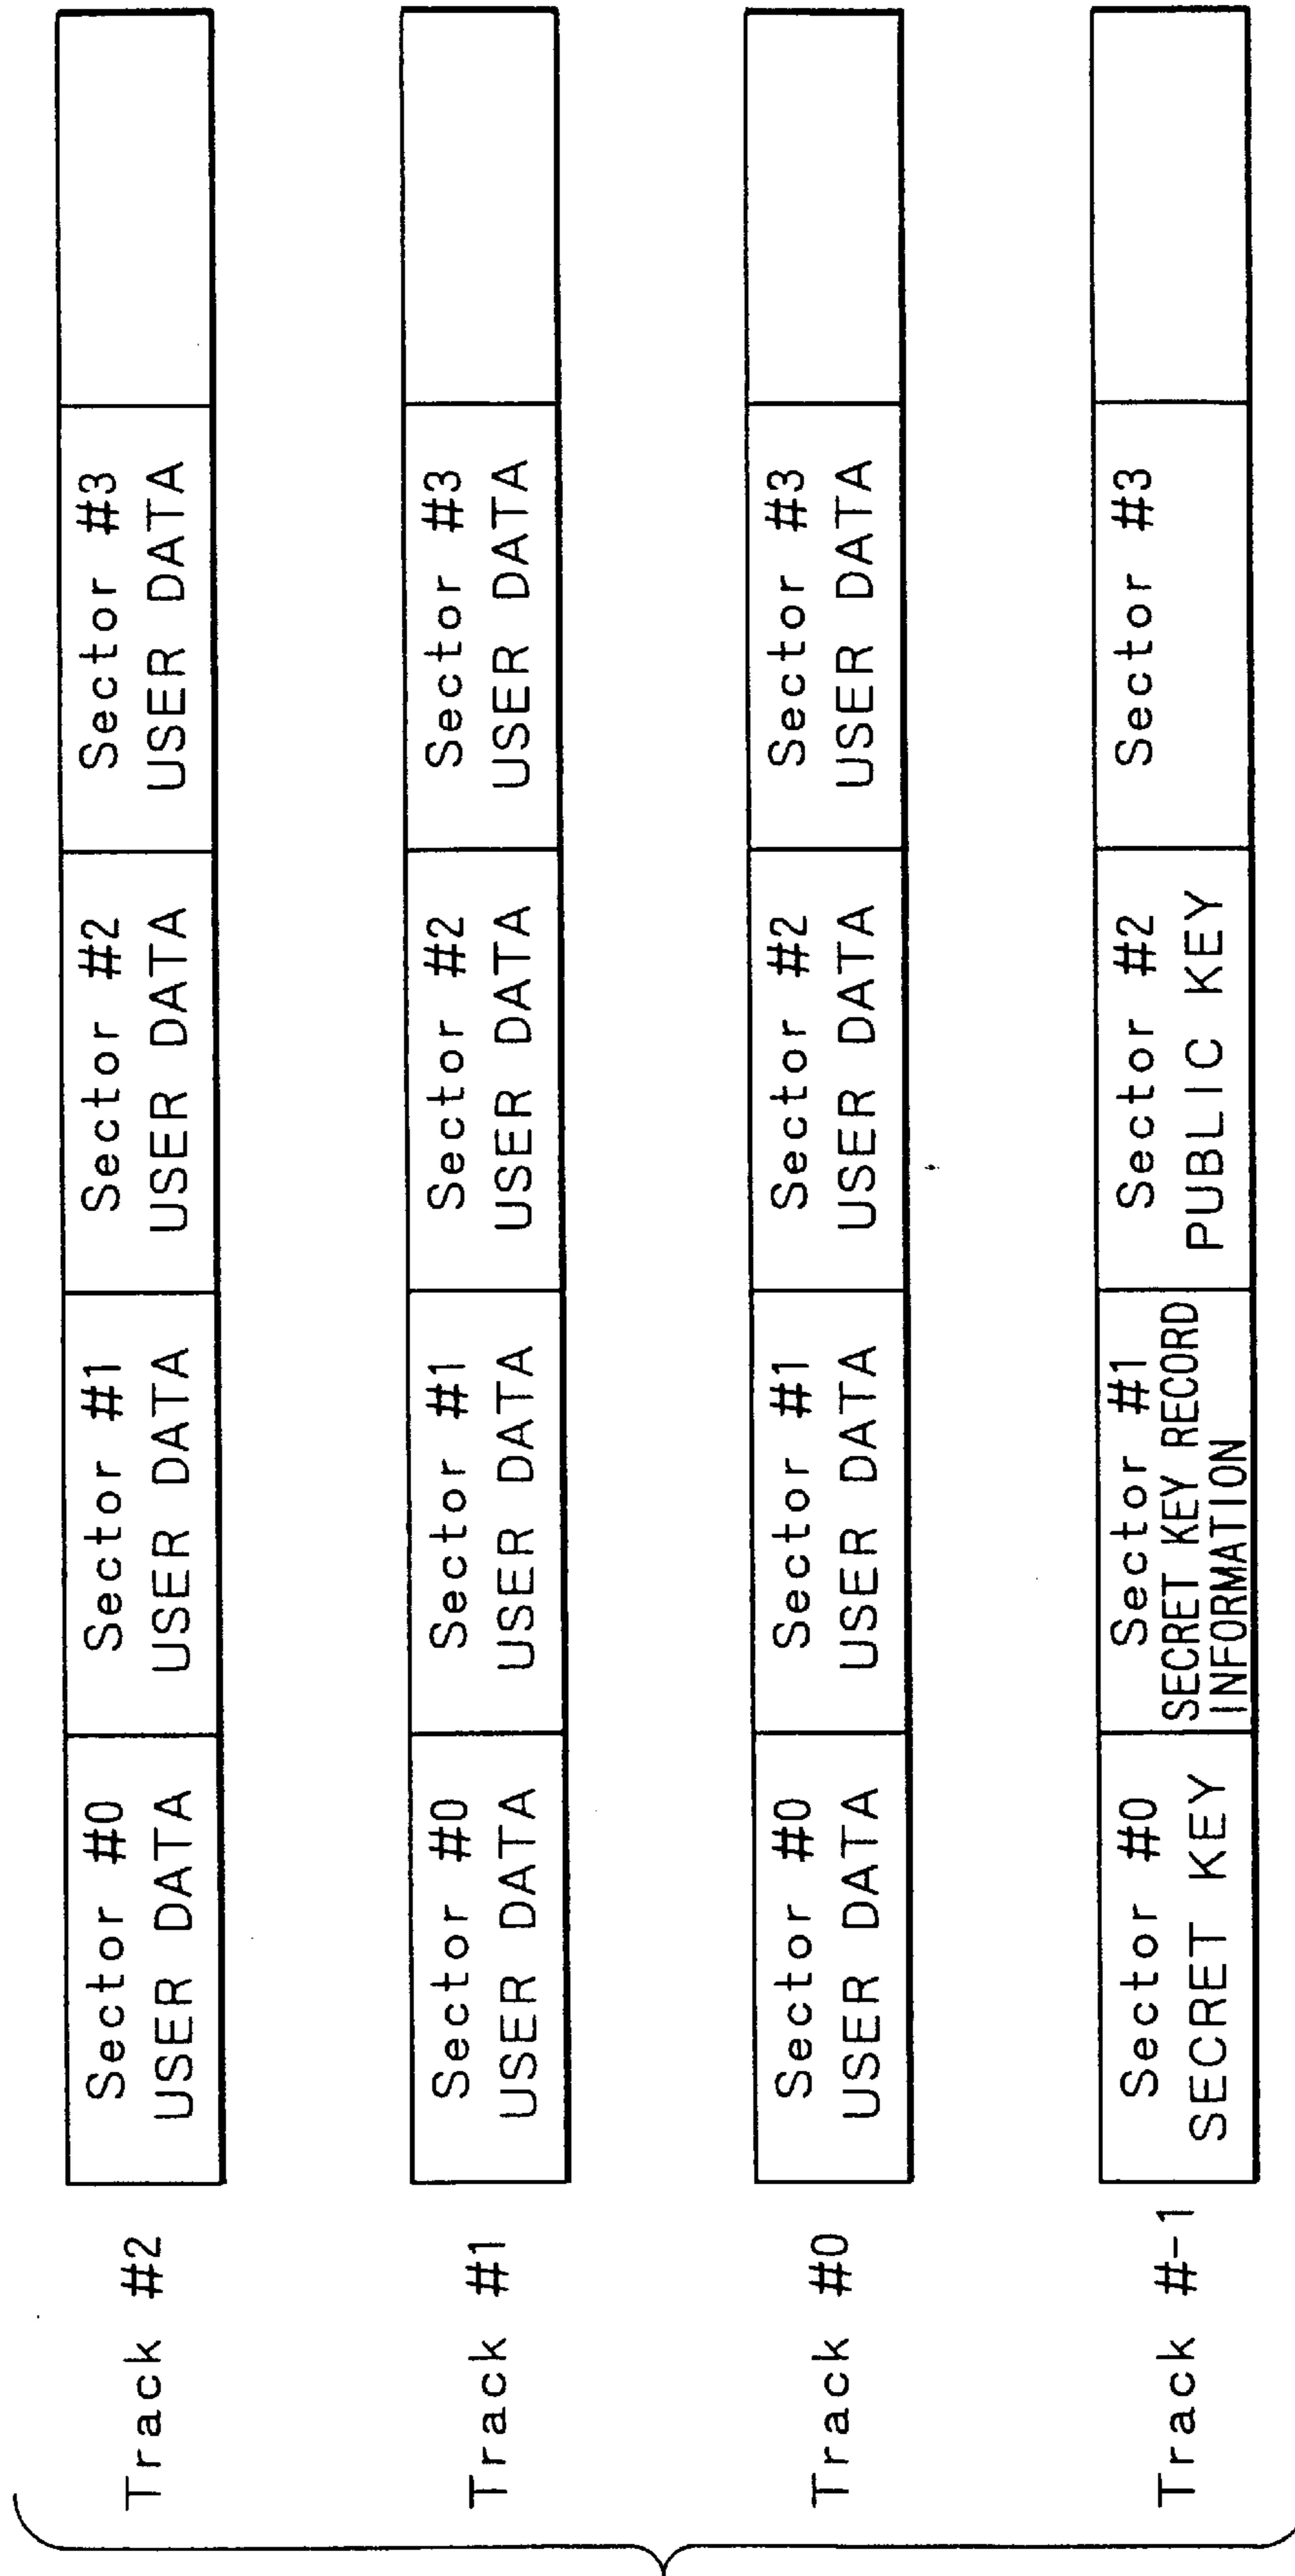 Track #2
Sector #0
USER DATA
Sector #1
USER DATA
Sector #2
USER DATA
Sector #3
USER DATA
Track #1
Sector #0
USER DATA
Sector #1
USER DATA
Sector #2
USER DATA
Sector #3
USER DATA
Track #0
Sector #0
USER DATA
Sector #1
USER DATA
Sector #2
USER DATA
Sector #3
USER DATA
Track #-1
Sector #0
SECRET KEY
Sector #1
SECRET KEY RECORD
INFORMATION
Sector #2
PUBLIC KEY
Sector #3